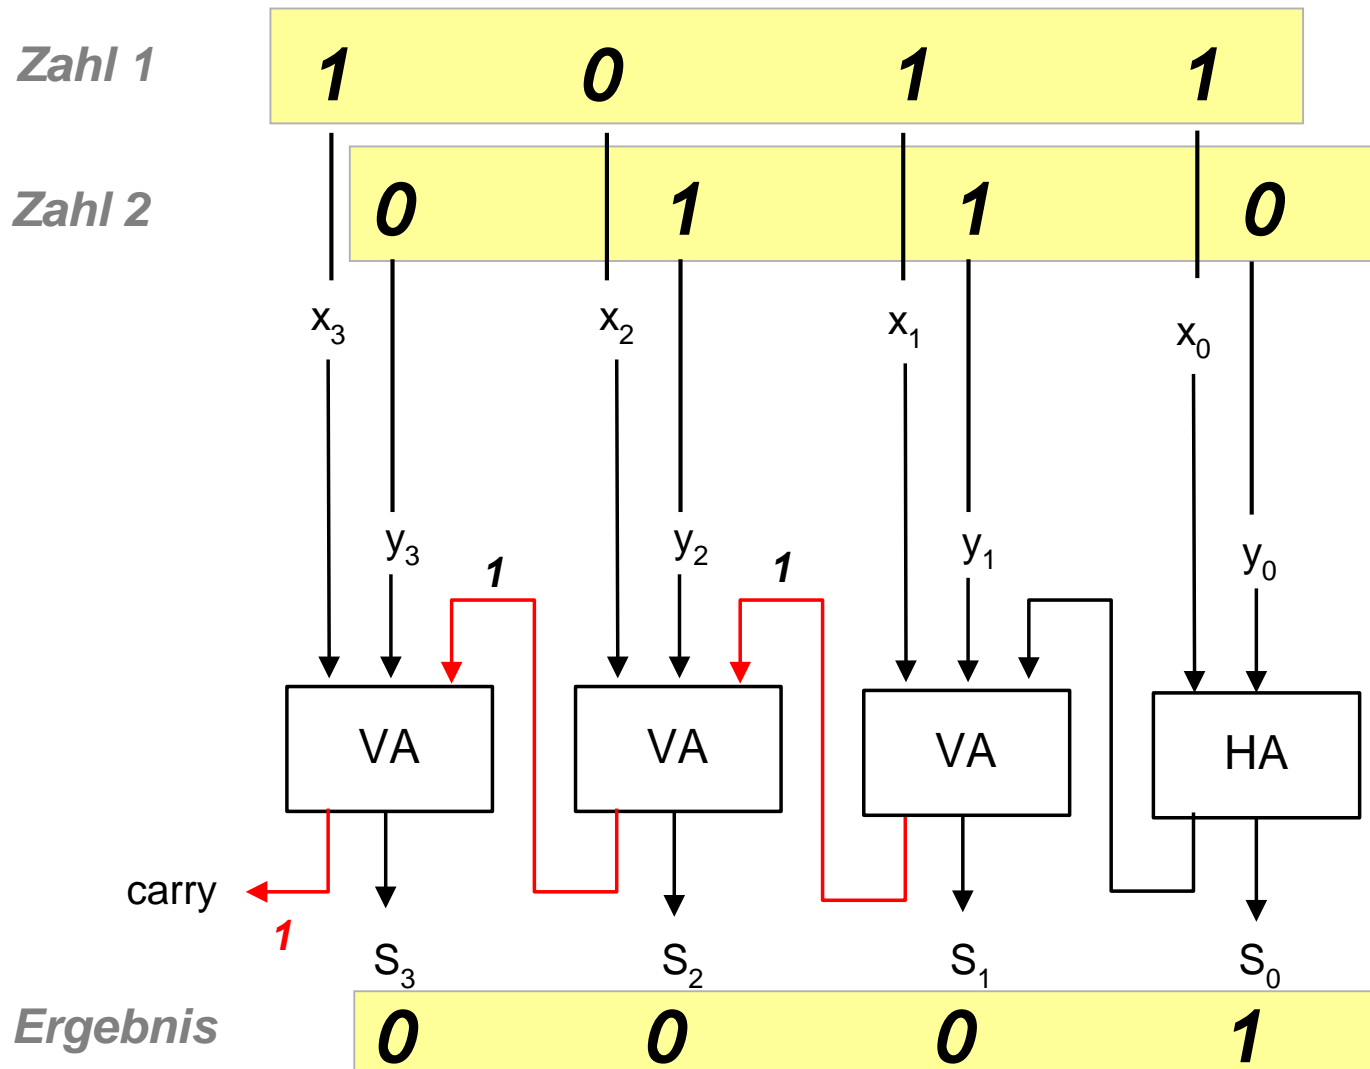 Zahl 1 1 0 1 1
Zahl 2 0 1 1 0
x3 x2 x1 x0
y3 y2 y1 y0
1 1
VA VA VA HA
carry
1
S3 S2 S1 S0
Ergebnis 0 0 0 1